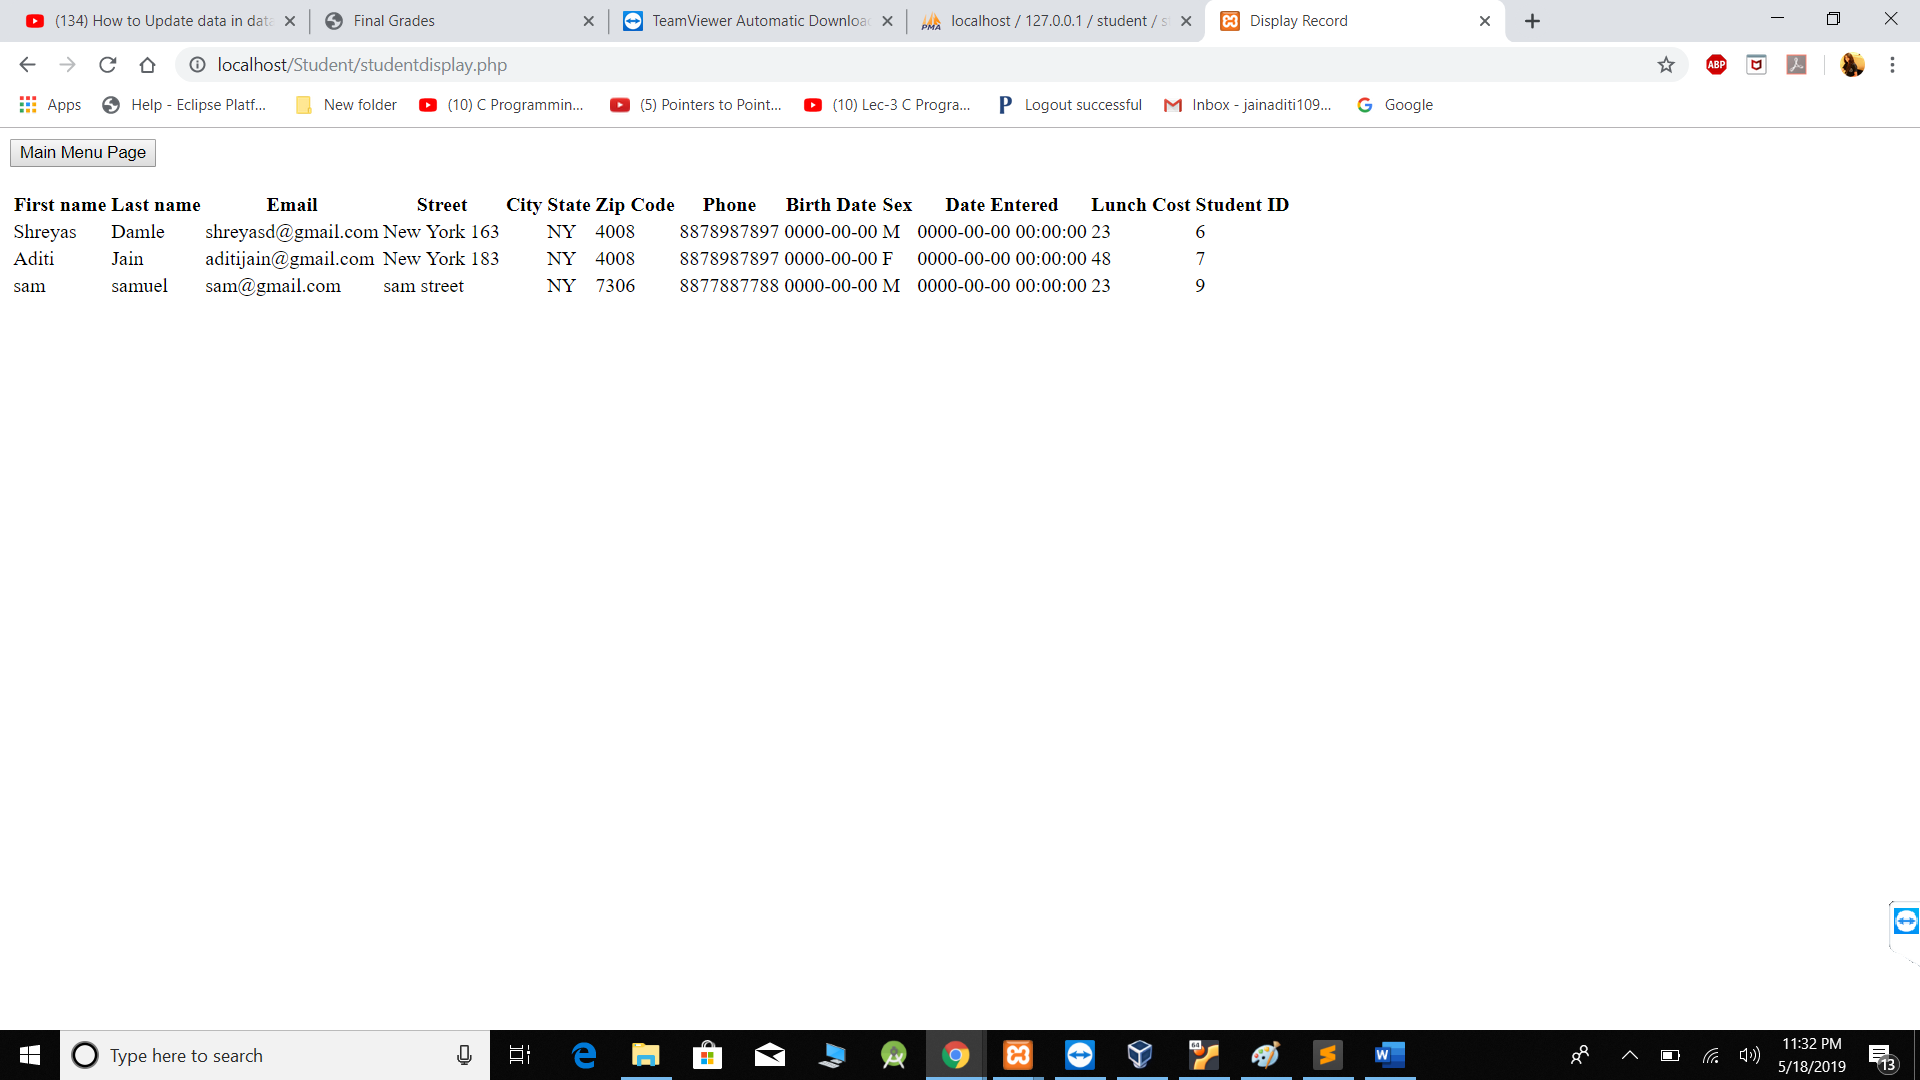 (134) How to Update data in data Final Grades TeamViewer Automatic Downloa localhost / 127.0.0.1 / student / s Display Record
localhost/Student/studentdisplay.php ABP
Apps Help - Eclipse Platf... New folder (10) C Programmin... (5) Pointers to Point... (10) Lec-3 C Progra... Logout successful Inbox - jainaditi109... Google
Main Menu Page
First name Last name Email Street City State Zip Code Phone Birth Date Sex Date Entered Lunch Cost Student ID
Shreyas Damle shreyasd@gmail.com New York 163 NY 4008 8878987897 0000-00-00 M 0000-00-00 00:00:00 23 6
Aditi Jain aditijain@gmail.com New York 183 NY 4008 8878987897 0000-00-00 F 0000-00-00 00:00:00 48 7
sam samuel sam@gmail.com sam street NY 7306 8877887788 0000-00-00 M 0000-00-00 00:00:00 23 9
Type here to search
11:32 PM
5/18/2019
13